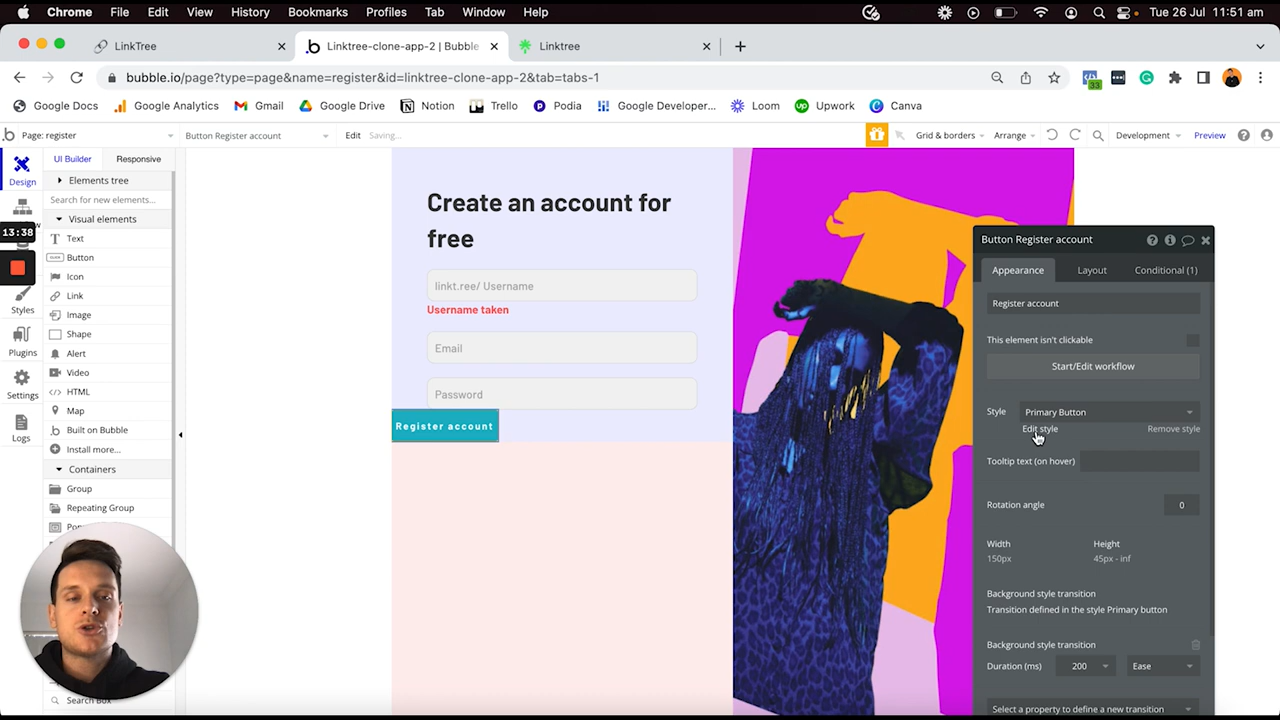 Chrome File Edit View History Bookmarks Profiles Tab Window Help Tue 26 Jul 11:51 am
LinkTree Linktree-clone-app-2 | Bubble Linktree
bubble.io/page?type=page&name=register&id=linktree-clone-app-2&tab=tabs-1 33
Google Docs Google Analytics Gmail Google Drive Notion Trello Podia Google Developer... Loom Upwork Canva
Page: register Button Register account Edit Saving... Grid & borders Arrange Development Preview
UI Builder Responsive
Design
Elements tree
Search for new elements...
Visual elements
13:38
Text
Button
Icon
Link
Styles
Image
Shape
Plugins
Alert
Video
Settings
HTML
Map
Logs
Built on Bubble
Install more...
Containers
Group
Repeating Group
Search Box
Create an account for
free
linkt.ree/ Username
Username taken
Email
Password
Register account
Button Register account
Appearance Layout Conditional (1)
Register account
This element isn't clickable
Start/Edit workflow
Style Primary Button
Edit style Remove style
Tooltip text (on hover)
Rotation angle 0
Width Height
150px 45px - inf
Background style transition
Transition defined in the style Primary button
Background style transition
Duration (ms) 200 Ease
Select a property to define a new transition